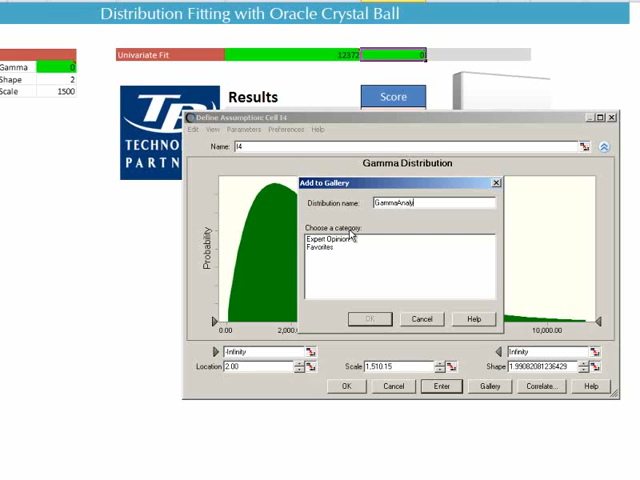 Distribution Fitting with Oracle Crystal Ball
Gamma 0
Shape 2
Scale 1500
Univariate Fit 12372 0
Results
Score
TECHNO
PARTN
Define Assumption: Cell I4
Edit View Parameters Preferences Help
Name: I4
Gamma Distribution
Probability
Add to Gallery
Distribution name: GammaAnaly
Choose a category:
Expert Opinion
Favorites
OK Cancel Help
0.00 2,000. 10,000.00
-Infinity Infinity
Location 2.00 Scale 1,510.15 Shape 1.99082081236429
OK Cancel Enter Gallery Correlate... Help